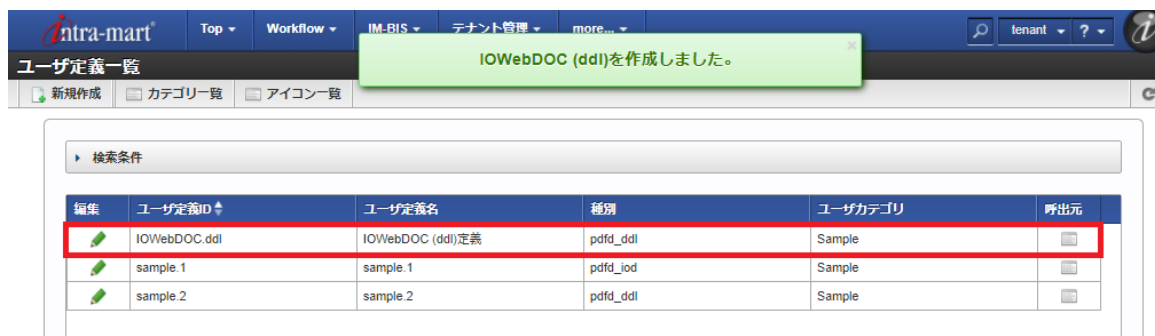 intra-mart Top Workflow IM-BIS テナント管理 more... tenant ?
IOWebDOC (ddl)を作成しました。
ユーザ定義一覧
新規作成 カテゴリ一覧 アイコン一覧
検索条件
編集 ユーザ定義ID ユーザ定義名 種別 ユーザカテゴリ 呼出元
IOWebDOC.ddl IOWebDOC (ddl)定義 pdfd_ddl Sample
sample.1 sample.1 pdfd_iod Sample
sample.2 sample.2 pdfd_ddl Sample